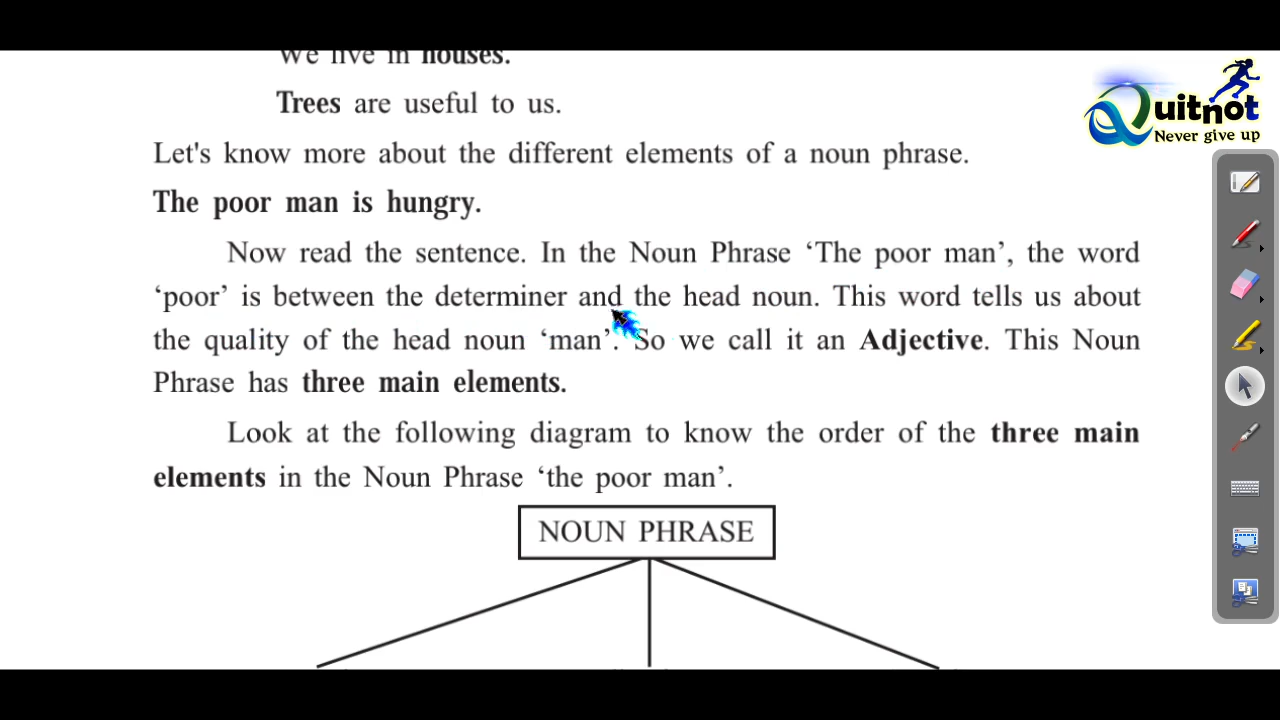 We live in houses.
Trees are useful to us.
Let's know more about the different elements of a noun phrase.
The poor man is hungry.
Now read the sentence. In the Noun Phrase ‘The poor man’, the word
‘poor’ is between the determiner and the head noun. This word tells us about
the quality of the head noun ‘man’. So we call it an Adjective. This Noun
Phrase has three main elements.
Look at the following diagram to know the order of the three main
elements in the Noun Phrase ‘the poor man’.
NOUN PHRASE
Quitnot
Never give up